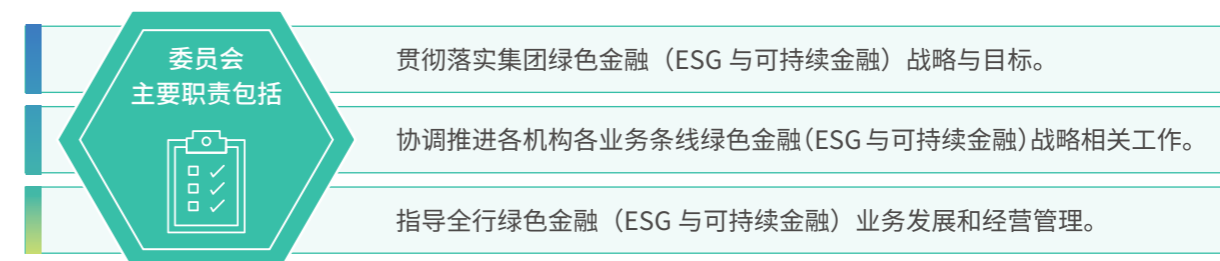 委员会
主要职责包括
贯彻落实集团绿色金融（ESG 与可持续金融）战略与目标。
协调推进各机构各业务条线绿色金融(ESG与可持续金融)战略相关工作。
指导全行绿色金融（ESG 与可持续金融）业务发展和经营管理。